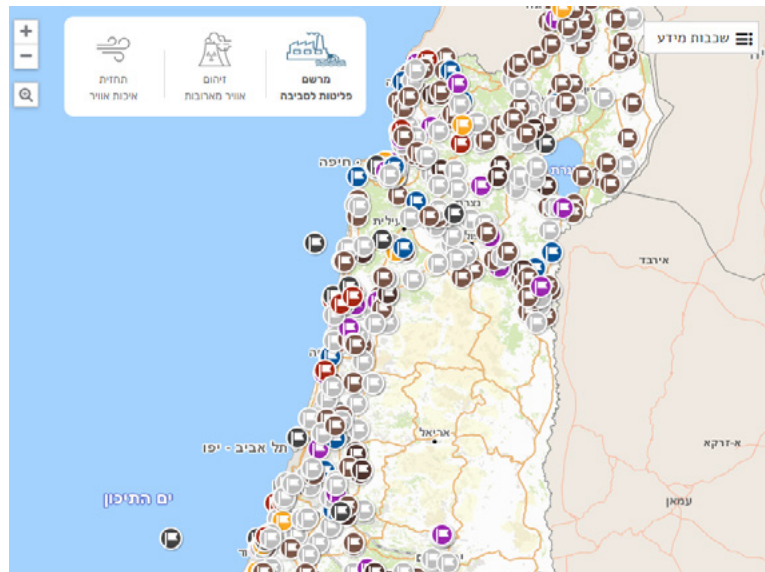 שכבות מידע
מרשם
פליטות לסביבה
זיהום
אוויר מארובות
תחזית
איכות אוויר
חיפה
נצרת
עילית
אירבד
אריאל
תל אביב - יפו
א-זרקא
ים התיכון
עמאן